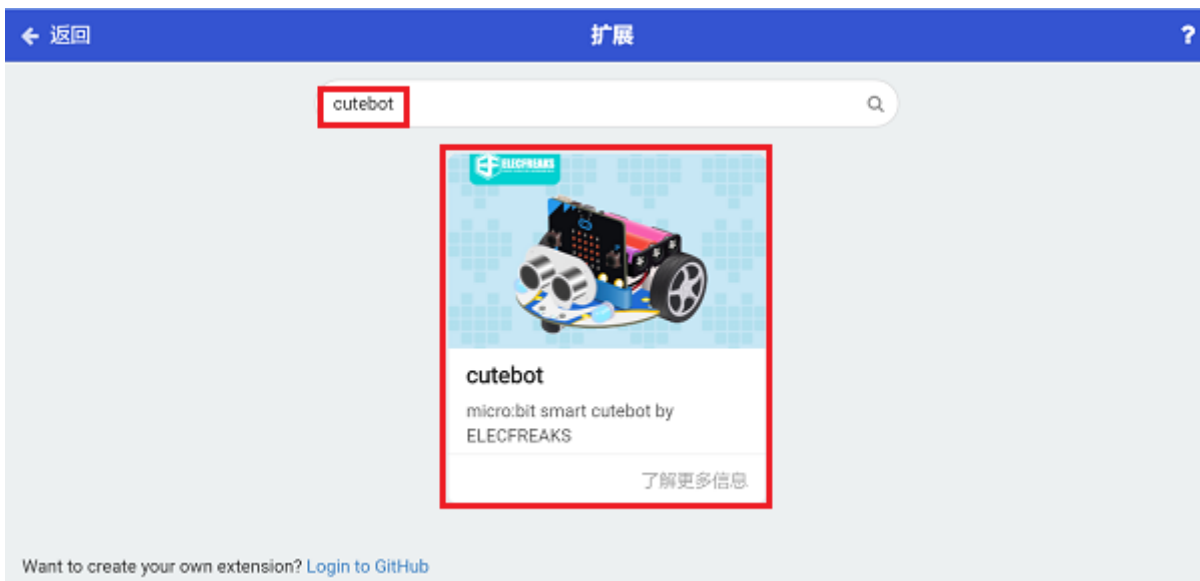 返回
扩展
?
cutebot
ELECFREAKS
cutebot
micro:bit smart cutebot by
ELECFREAKS
了解更多信息
Want to create your own extension? Login to GitHub